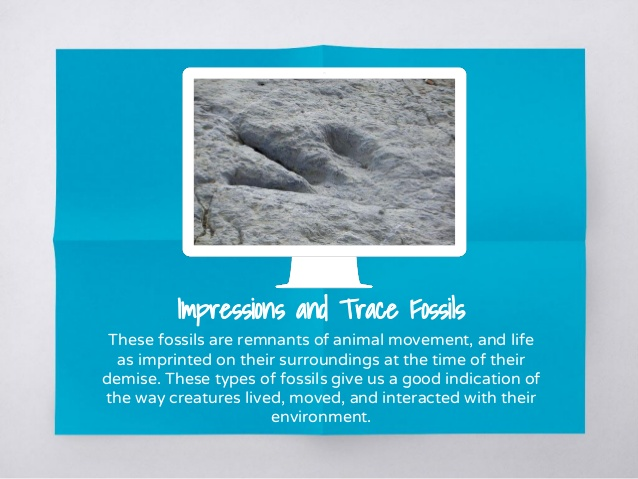 Impressions and Trace Fossils
These fossils are remnants of animal movement, and life
as imprinted on their surroundings at the time of their
demise. These types of fossils give us a good indication of
the way creatures lived, moved, and interacted with their
environment.